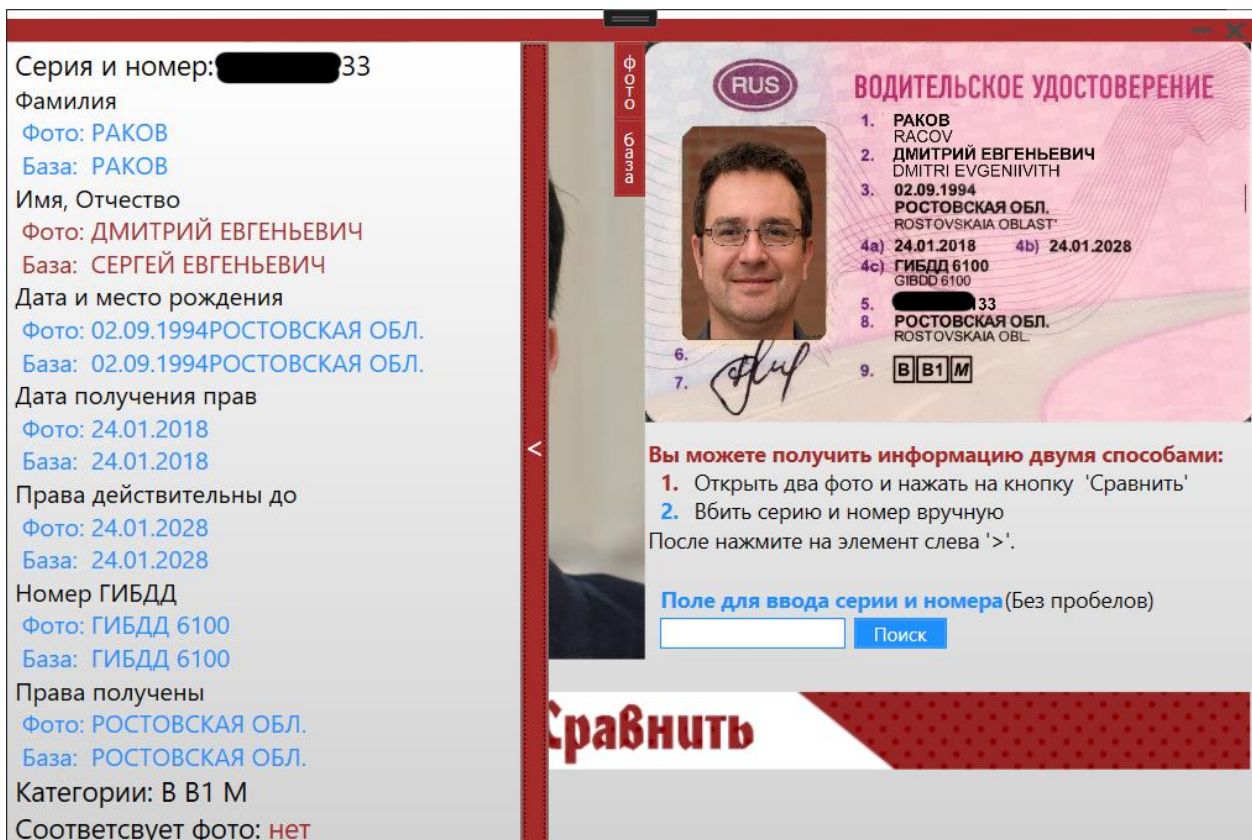 Серия и номер: 33
Фамилия
Фото: РАКОВ
База: РАКОВ
Имя, Отчество
Фото: ДМИТРИЙ ЕВГЕНЬЕВИЧ
База: СЕРГЕЙ ЕВГЕНЬЕВИЧ
Дата и место рождения
Фото: 02.09.1994РОСТОВСКАЯ ОБЛ.
База: 02.09.1994РОСТОВСКАЯ ОБЛ.
Дата получения прав
Фото: 24.01.2018
База: 24.01.2018
Права действительны до
Фото: 24.01.2028
База: 24.01.2028
Номер ГИБДД
Фото: ГИБДД 6100
База: ГИБДД 6100
Права получены
Фото: РОСТОВСКАЯ ОБЛ.
База: РОСТОВСКАЯ ОБЛ.
Категории: B B1 M
Соответсвует фото: нет
<
фото
база
RUS
ВОДИТЕЛЬСКОЕ УДОСТОВЕРЕНИЕ
1. РАКОВ
RACOV
2. ДМИТРИЙ ЕВГЕНЬЕВИЧ
DMITRI EVGENIIVITH
3. 02.09.1994
РОСТОВСКАЯ ОБЛ.
ROSTOVSKAIA OBLAST'
4a) 24.01.2018 4b) 24.01.2028
4c) ГИБДД 6100
GIBDD 6100
5. 133
8. РОСТОВСКАЯ ОБЛ.
ROSTOVSKAIA OBL.
6.
7.
9. B B1 M
Вы можете получить информацию двумя способами:
1. Открыть два фото и нажать на кнопку 'Сравнить'
2. Вбить серию и номер вручную
После нажмите на элемент слева '>'.
Поле для ввода серии и номера(Без пробелов)
Поиск
Сравнить